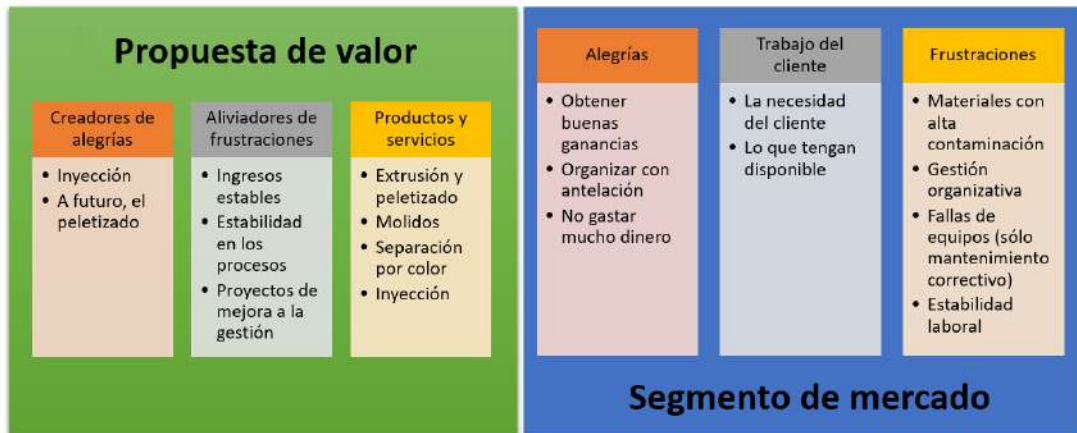 Propuesta de valor
Creadores de
alegrías
• Inyección
• A futuro, el
peletizado
Aliviadores de
frustraciones
• Ingresos
estables
• Estabilidad
en los
procesos
• Proyectos de
mejora a la
gestión
Productos y
servicios
• Extrusión y
peletizado
• Molidos
• Separación
por color
• Inyección
Alegrías
• Obtener
buenas
ganancias
• Organizar con
antelación
• No gastar
mucho dinero
Trabajo del
cliente
• La necesidad
del cliente
• Lo que tengan
disponible
Frustraciones
• Materiales con
alta
contaminación
• Gestión
organizativa
• Fallas de
equipos (sólo
mantenimiento
correctivo)
• Estabilidad
laboral
Segmento de mercado